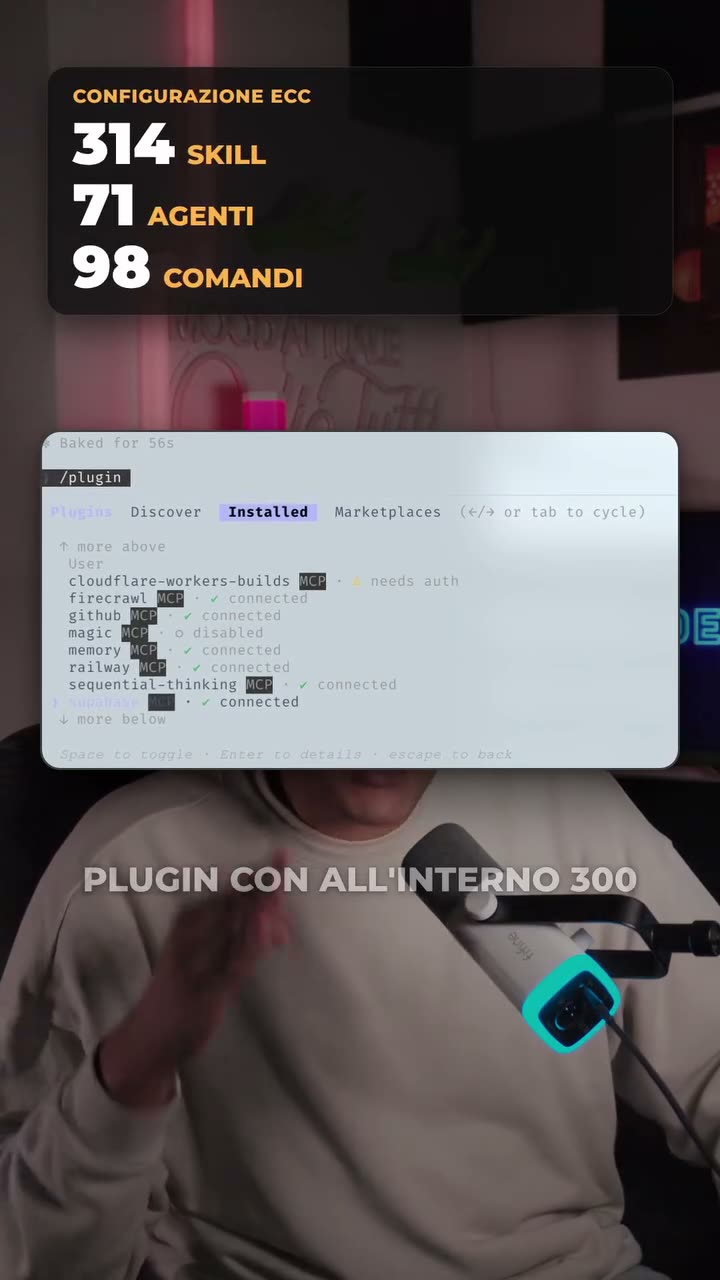 CONFIGURAZIONE ECC
314 SKILL
71 AGENTI
98 COMANDI
* Baked for 56s
❯ /plugin
Plugins Discover Installed Marketplaces (←/→ or tab to cycle)
↑ more above
User
cloudflare-workers-builds MCP · ⚠ needs auth
firecrawl MCP · ✔ connected
github MCP · ✔ connected
magic MCP · ○ disabled
memory MCP · ✔ connected
railway MCP · ✔ connected
sequential-thinking MCP · ✔ connected
❯ supabase MCP · ✔ connected
↓ more below
Space to toggle · Enter to details · escape to back
PLUGIN CON ALL'INTERNO 300